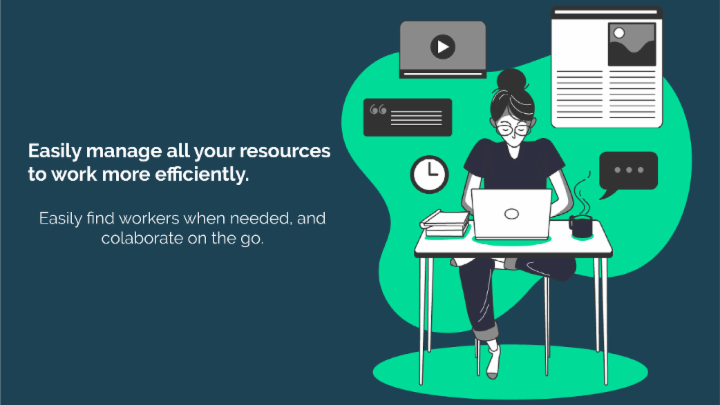 Easily manage all your resources
to work more efficiently.
Easily find workers when needed, and
colaborate on the go.